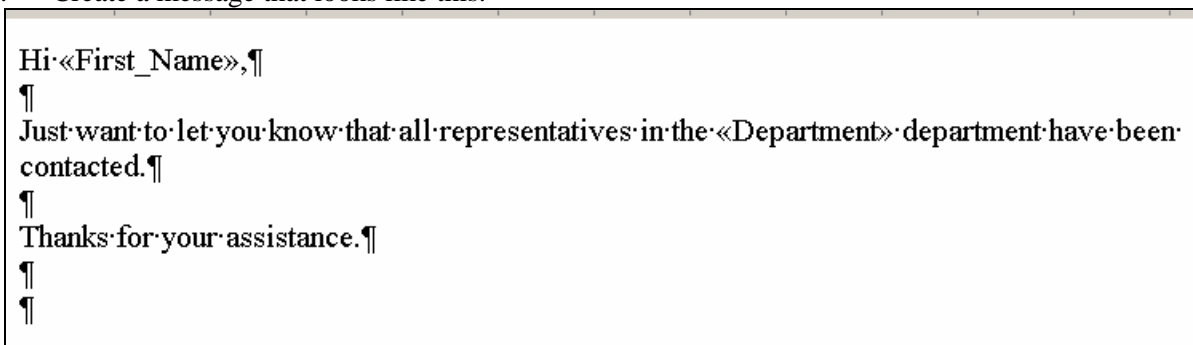 Create a message that looks like this:
Hi·«First_Name»,¶
¶
Just·want·to·let·you·know·that·all·representatives·in·the·«Department»·department·have·been·
contacted.¶
¶
Thanks·for·your·assistance.¶
¶
¶